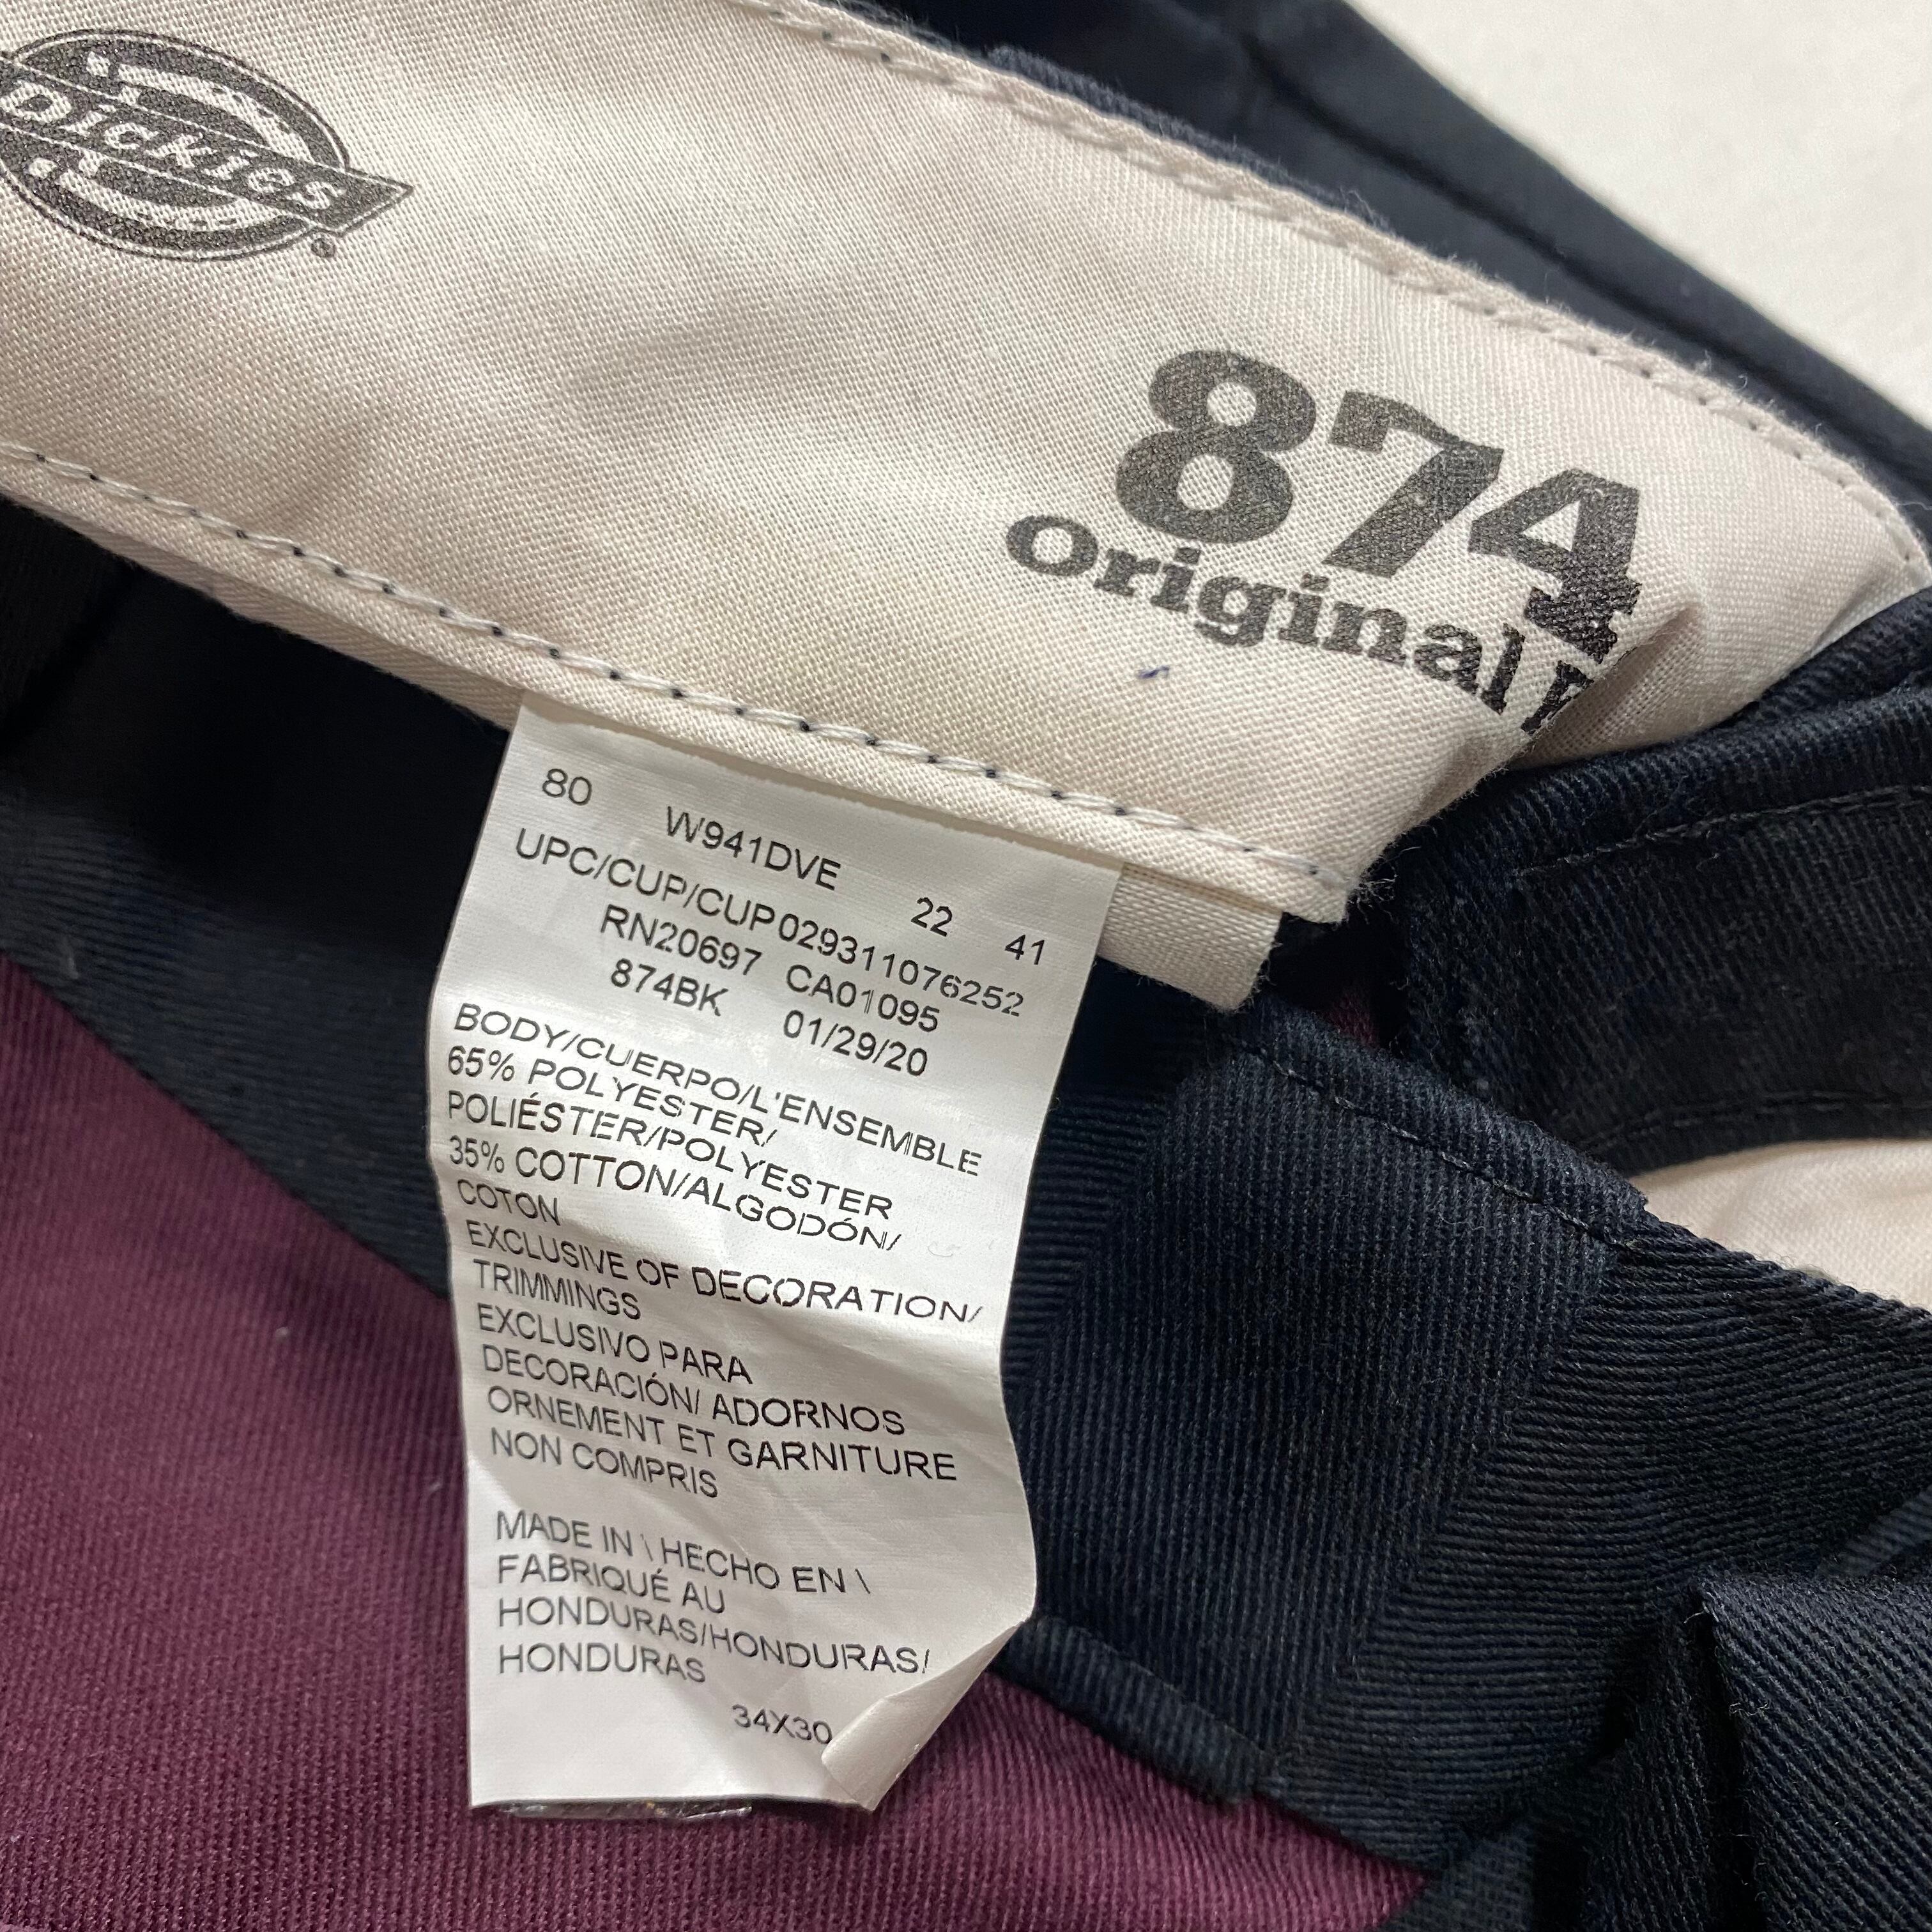 Dickies
®
874
Original
80 W941DVE 22 41
UPC/CUP/CUP029311076252
RN20697 CA01095
874BK 01/29/20
BODY/CUERPO/L'ENSEMBLE
65% POLYESTER/
POLIÉSTER/POLYESTER
35% COTTON/ALGODÓN/
COTON
EXCLUSIVE OF DECORATION/
TRIMMINGS
EXCLUSIVO PARA
DECORACIÓN/ ADORNOS
ORNEMENT ET GARNITURE
NON COMPRIS
MADE IN \ HECHO EN \
FABRIQUÉ AU
HONDURAS/HONDURAS/
HONDURAS
34X30